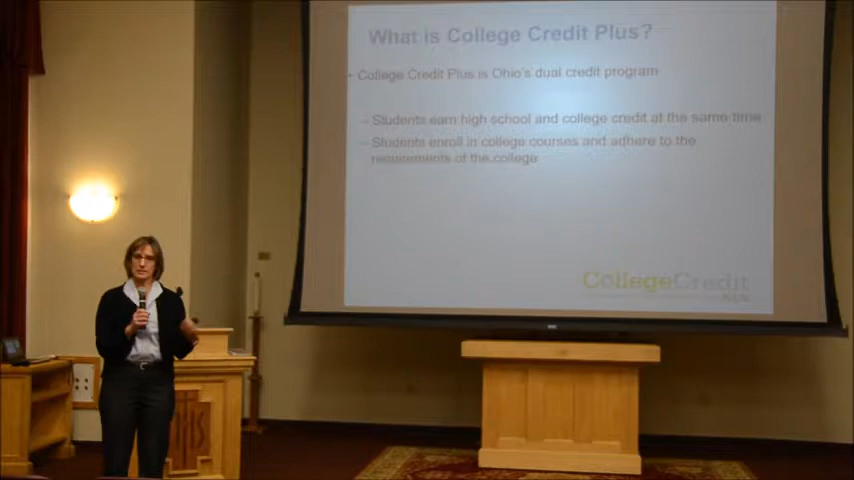 What is College Credit Plus?
• College Credit Plus is Ohio's dual credit program
– Students earn high school and college credit at the same time
– Students enroll in college courses and adhere to the
requirements of the college
CollegeCredit
PLUS